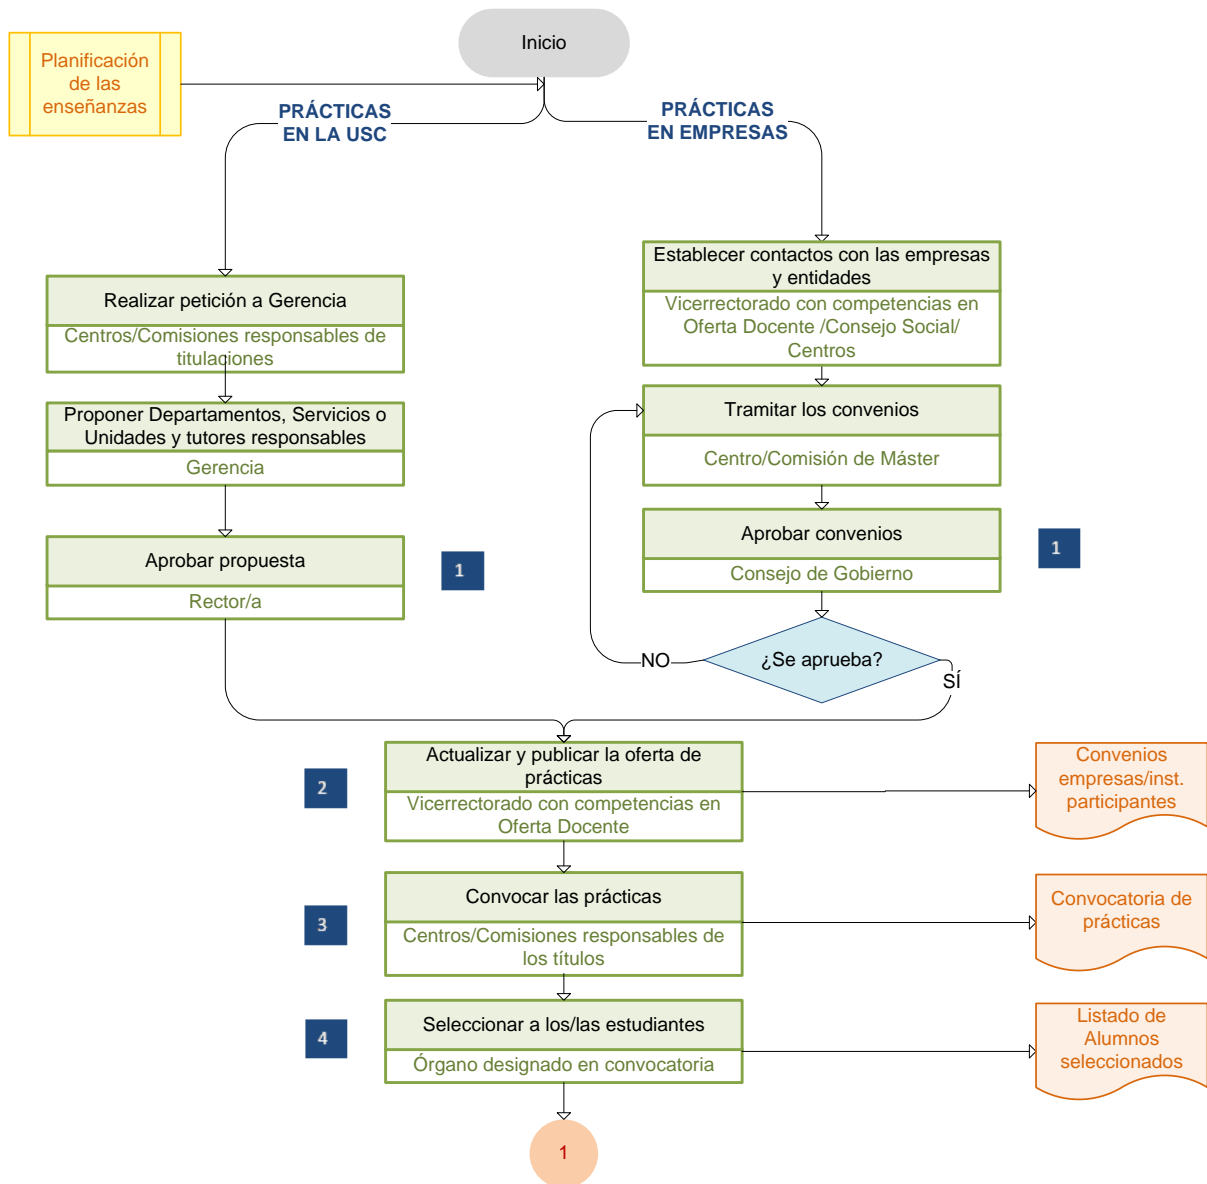 Inicio
Planificación
de las
enseñanzas
PRÁCTICAS
EN LA USC
PRÁCTICAS
EN EMPRESAS
Realizar petición a Gerencia
Centros/Comisiones responsables de
titulaciones
Proponer Departamentos, Servicios o
Unidades y tutores responsables
Gerencia
Aprobar propuesta
Rector/a
1
Establecer contactos con las empresas
y entidades
Vicerrectorado con competencias en
Oferta Docente /Consejo Social/
Centros
Tramitar los convenios
Centro/Comisión de Máster
Aprobar convenios
Consejo de Gobierno
1
¿Se aprueba?
NO
SÍ
2
Actualizar y publicar la oferta de
prácticas
Vicerrectorado con competencias en
Oferta Docente
Convenios
empresas/inst.
participantes
3
Convocar las prácticas
Centros/Comisiones responsables de
los títulos
Convocatoria de
prácticas
4
Seleccionar a los/las estudiantes
Órgano designado en convocatoria
Listado de
Alumnos
seleccionados
1